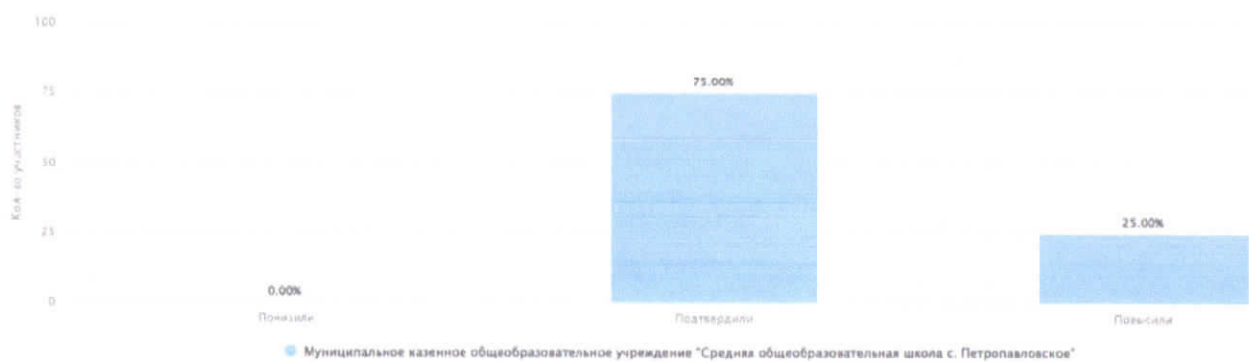 100
75.00%
75
Кол-во участников
50
25.00%
25
0.00%
0
Понизили
Подтвердили
Повысили
Муниципальное казенное общеобразовательное учреждение "Средняя общеобразовательная школа с. Петропавловское"